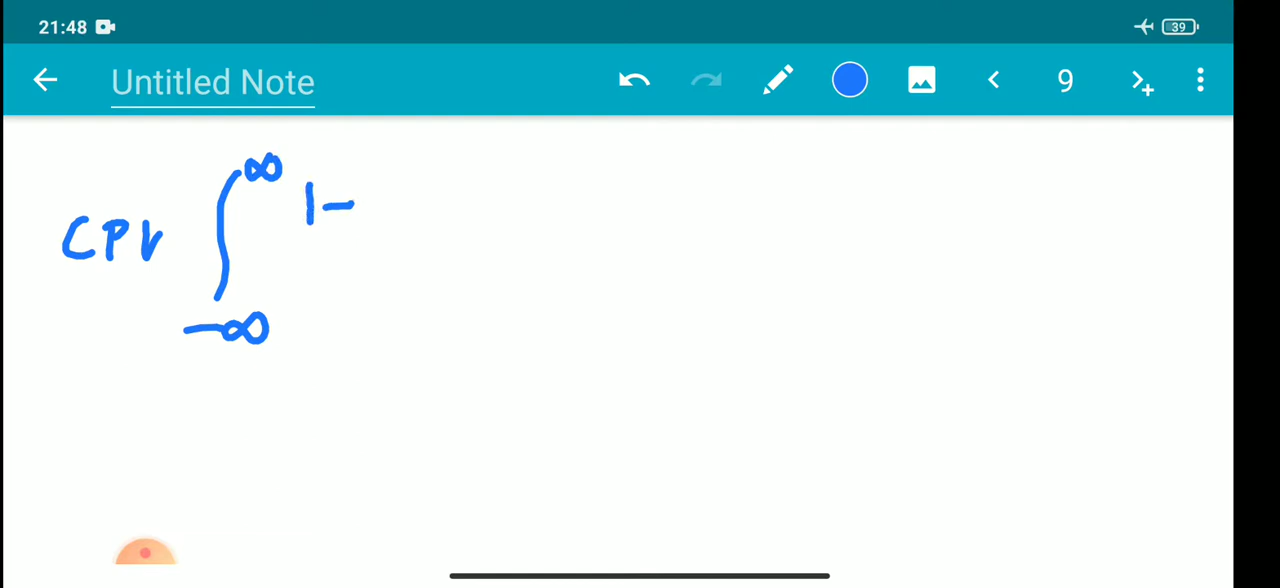 21:48 39
Untitled Note 9
CPV ∫
∞
-∞
1-